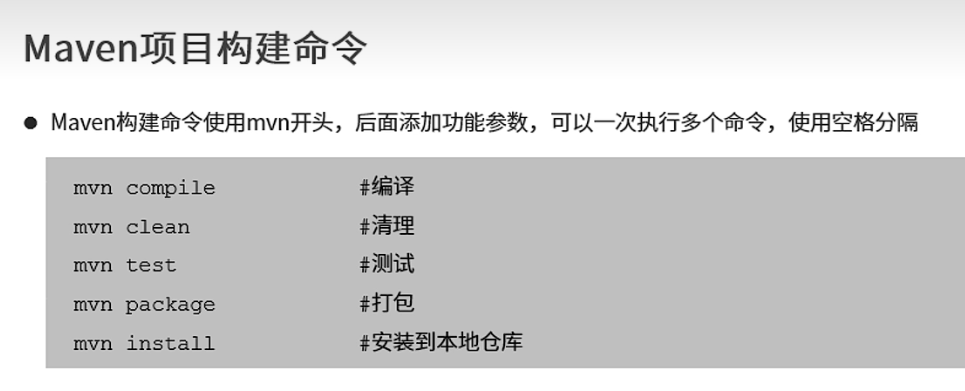 Maven项目构建命令
● Maven构建命令使用mvn开头，后面添加功能参数，可以一次执行多个命令，使用空格分隔
mvn compile #编译
mvn clean #清理
mvn test #测试
mvn package #打包
mvn install #安装到本地仓库